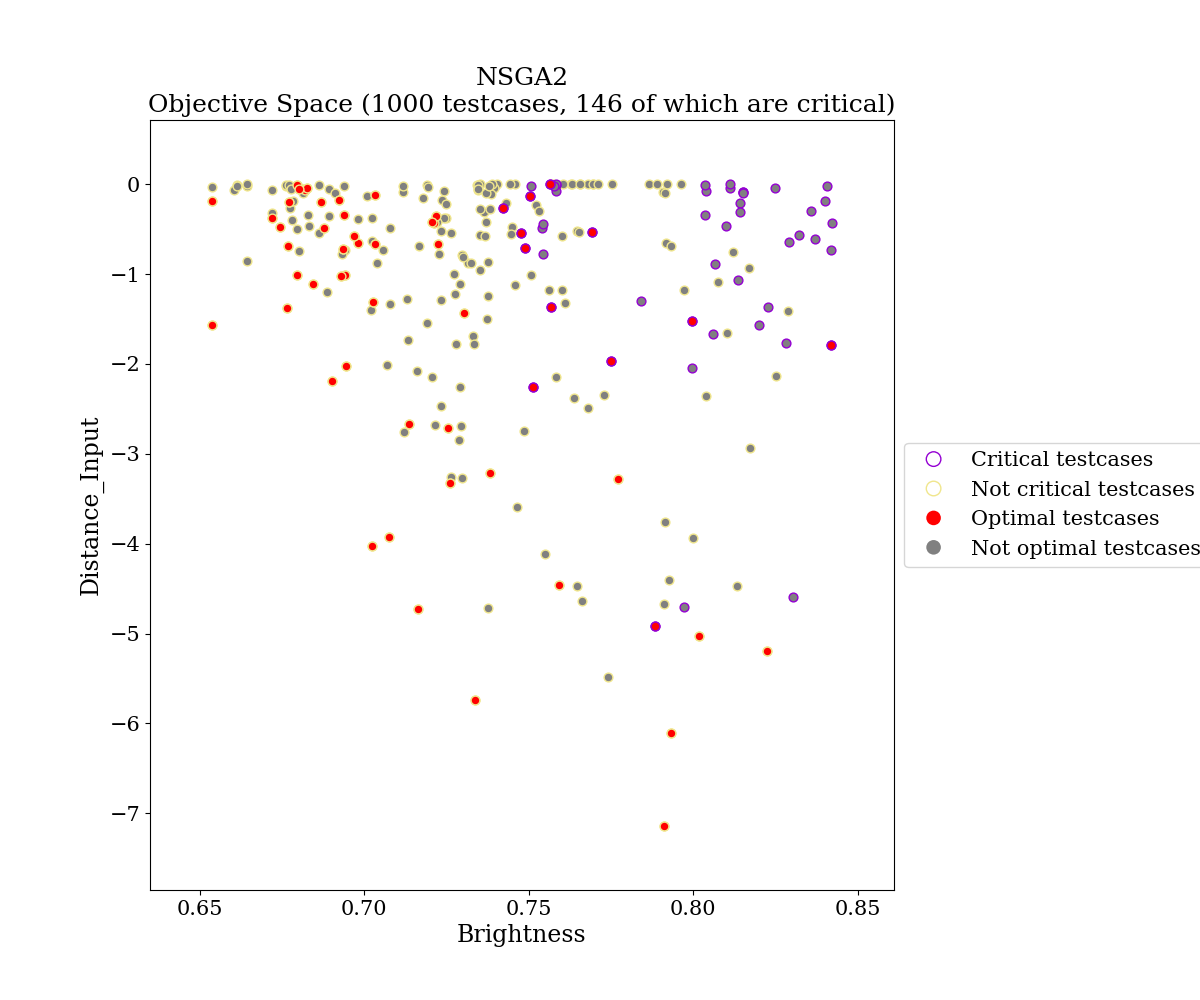 NSGA2
Objective Space (1000 testcases, 146 of which are critical)
0
−1
−2
−3
−4
−5
−6
−7
Distance_Input
0.65 0.70 0.75 0.80 0.85
Brightness
Critical testcases
Not critical testcases
Optimal testcases
Not optimal testcases